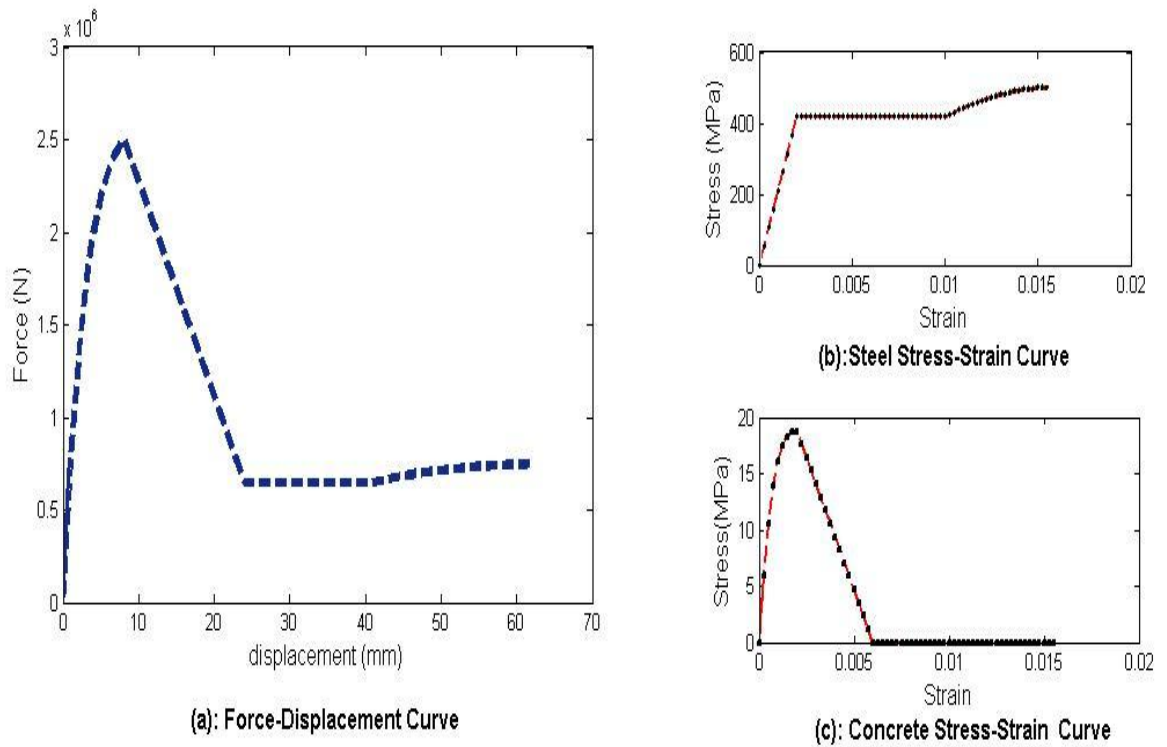 x 10⁶
3
2.5
2
1.5
1
0.5
0
Force (N)
0 10 20 30 40 50 60 70
displacement (mm)
(a): Force-Displacement Curve
600
400
200
0
Stress (MPa)
0 0.005 0.01 0.015 0.02
Strain
(b):Steel Stress-Strain Curve
20
15
10
5
0
Stress(MPa)
0 0.005 0.01 0.015 0.02
Strain
(c): Concrete Stress-Strain Curve